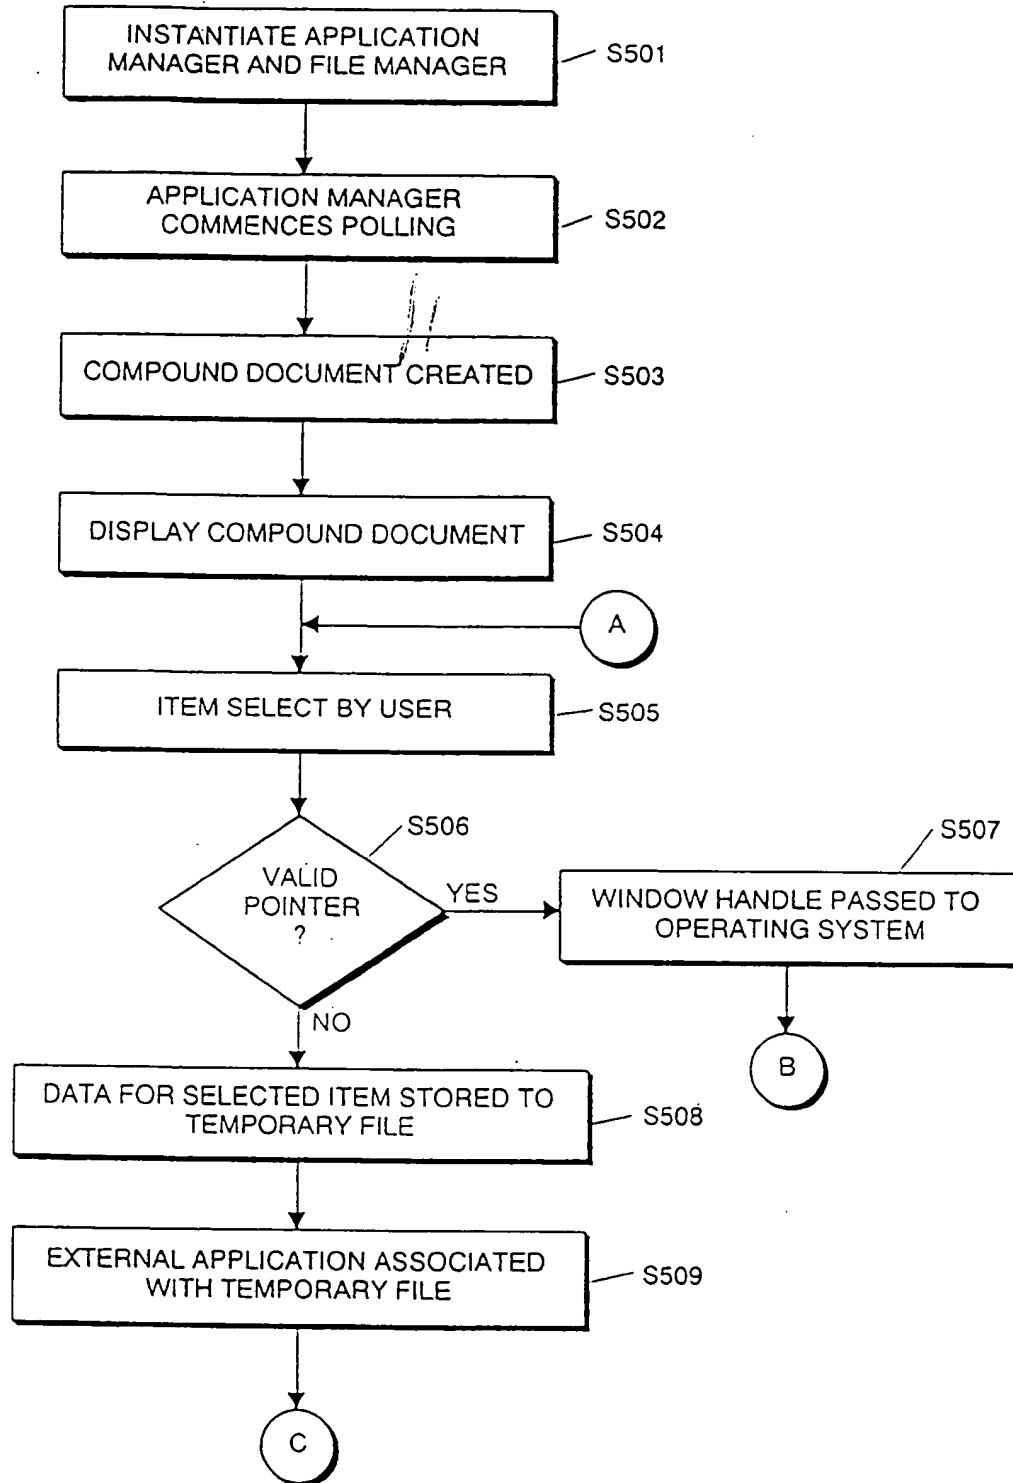 INSTANTIATE APPLICATION
MANAGER AND FILE MANAGER
S501
APPLICATION MANAGER
COMMENCES POLLING
S502
COMPOUND DOCUMENT CREATED
S503
DISPLAY COMPOUND DOCUMENT
S504
A
ITEM SELECT BY USER
S505
S506
VALID
POINTER
?
YES
S507
WINDOW HANDLE PASSED TO
OPERATING SYSTEM
B
NO
DATA FOR SELECTED ITEM STORED TO
TEMPORARY FILE
S508
EXTERNAL APPLICATION ASSOCIATED
WITH TEMPORARY FILE
S509
C